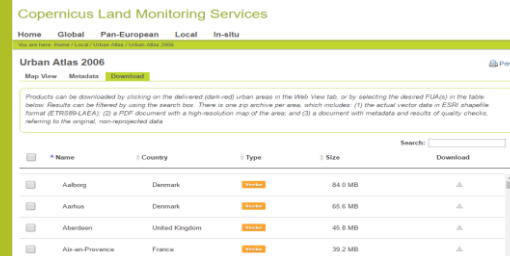 Copernicus Land Monitoring Services
Home Global Pan-European Local In-situ
You are here: Home / Local / Urban Atlas / Urban Atlas 2006
Urban Atlas 2006
Map View Metadata Download
Products can be downloaded by clicking on the delivered (dark-red) urban areas in the Web View tab, or by selecting the desired FUA(s) in the table
below. Results can be filtered by using the search box. There is one zip archive per area, which includes: (1) the actual vector data in ESRI shapefile
format (ETRS89-LAEA); (2) a PDF document with a high-resolution map of the area; and (3) a document with metadata and results of quality checks,
referring to the original, non-reprojected data
Search:
Name Country Type Size Download
Aalborg Denmark Vector 84.0 MB
Aarhus Denmark Vector 65.6 MB
Aberdeen United Kingdom Vector 45.8 MB
Aix-en-Provence France Vector 39.2 MB